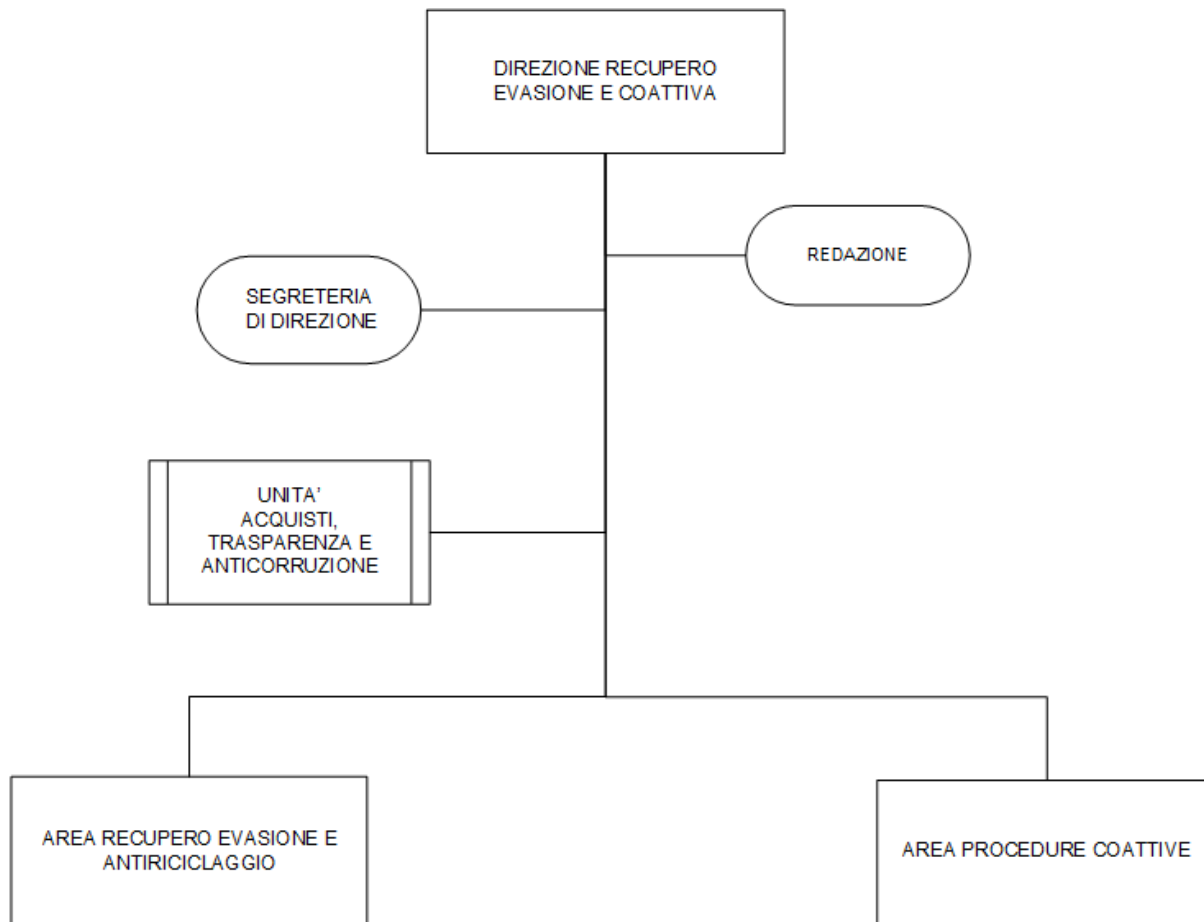 DIREZIONE RECUPERO
EVASIONE E COATTIVA
REDAZIONE
SEGRETERIA
DI DIREZIONE
UNITA'
ACQUISTI,
TRASPARENZA E
ANTICORRUZIONE
AREA RECUPERO EVASIONE E
ANTIRICICLAGGIO
AREA PROCEDURE COATTIVE